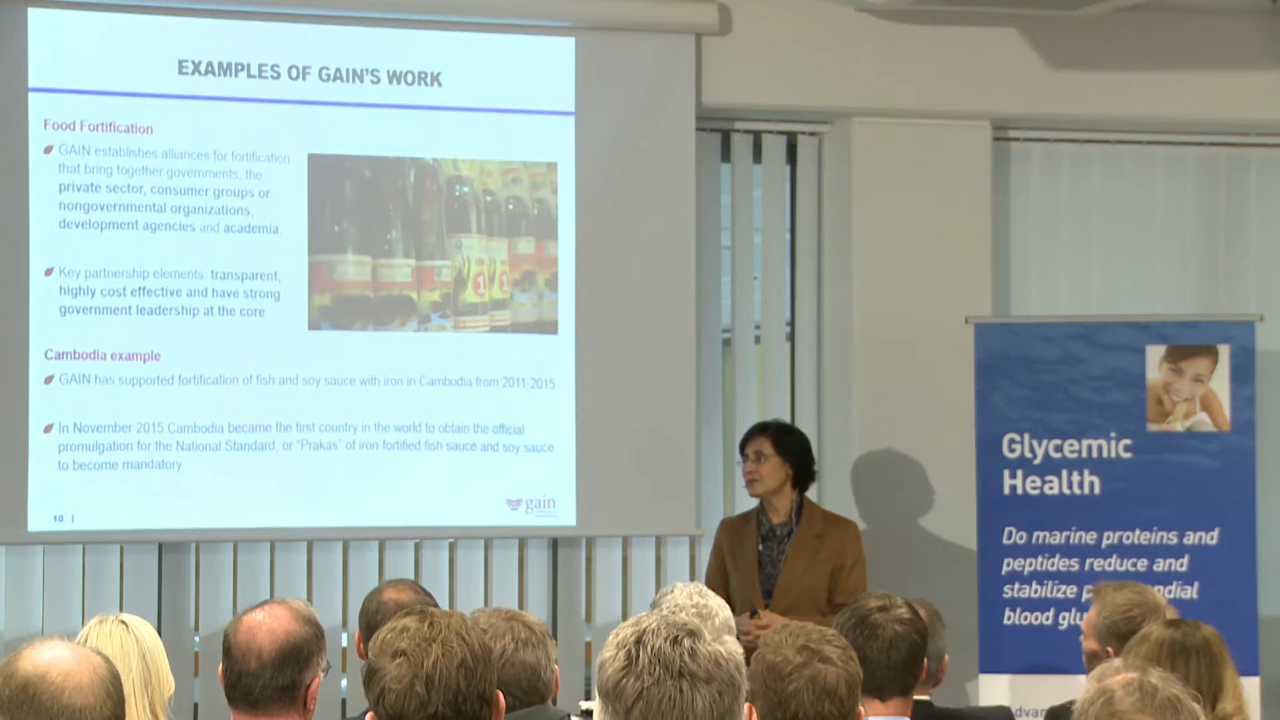 EXAMPLES OF GAIN'S WORK
Food Fortification
GAIN establishes alliances for fortification
that bring together governments, the
private sector, consumer groups or
nongovernmental organizations,
development agencies and academia
Key partnership elements: transparent,
highly cost effective and have strong
government leadership at the core
Cambodia example
GAIN has supported fortification of fish and soy sauce with iron in Cambodia from 2011-2015
In November 2015 Cambodia became the first country in the world to obtain the official
promulgation for the National Standard, or "Prakas" of iron-fortified fish sauce and soy sauce
to become mandatory
10 |
gain
1
1
Glycemic
Health
Do marine proteins and
peptides reduce and
stabilize
blood